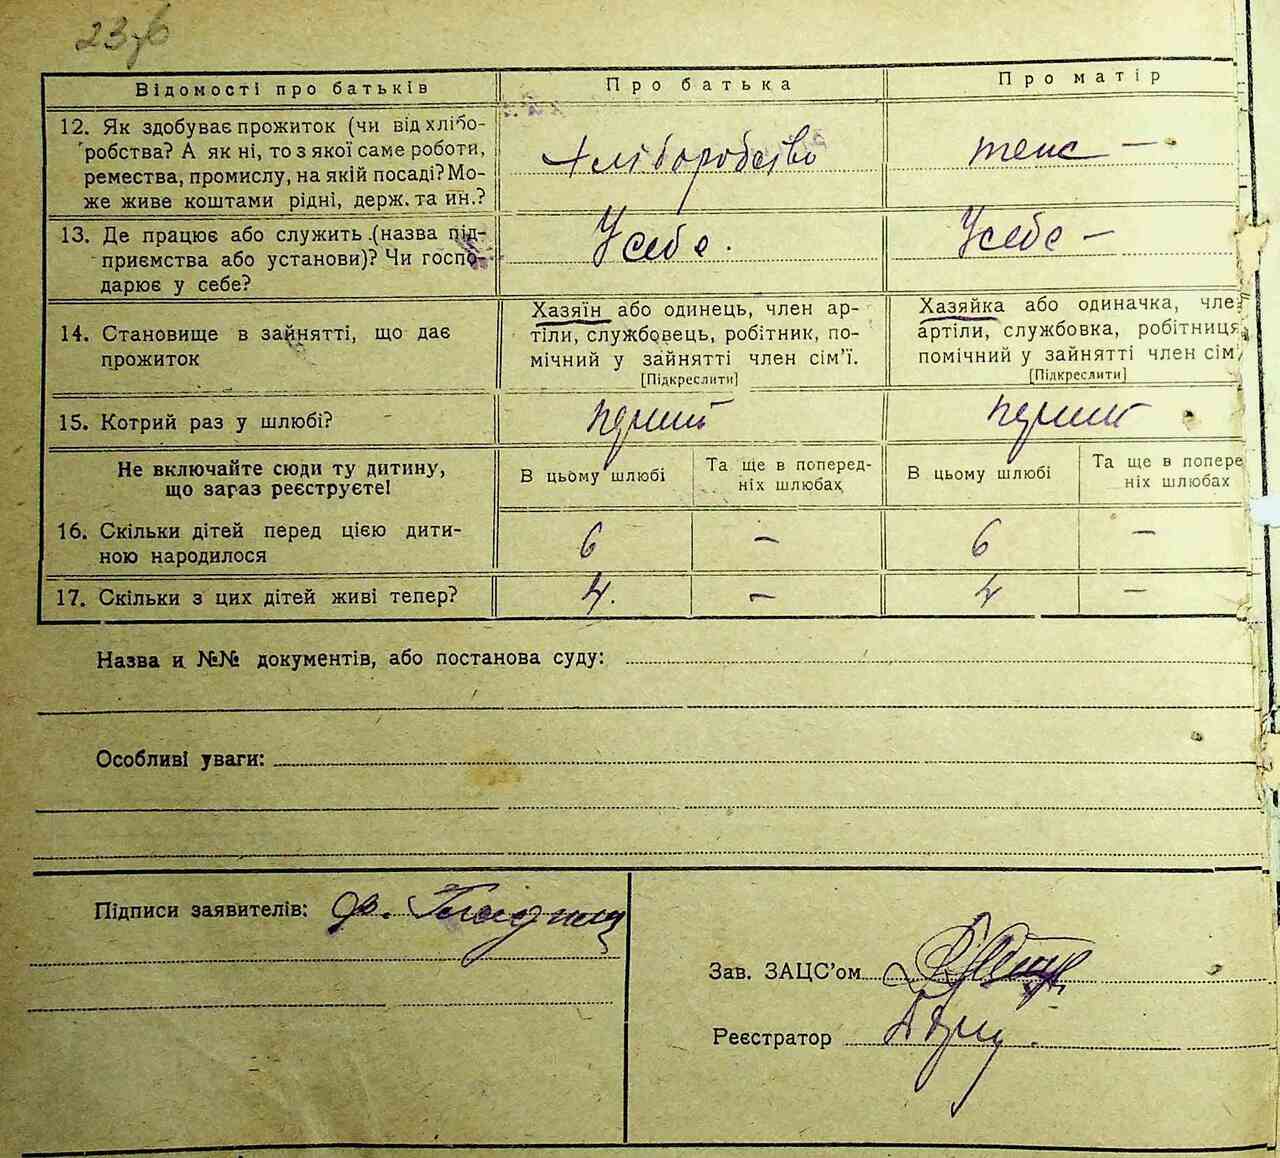 23зв
Відомості про батьків
Про батька
Про матір
12. Як здобуває прожиток (чи від хлібо-
робства? А як ні, то з якої саме роботи,
ремества, промислу, на якій посаді? Мо-
же живе коштами рідні, держ. та ин.?
Хліборобство
теж —
13. Де працює або служить (назва під-
приємства або установи)? Чи госпо-
дарює у себе?
У себе.
У себе —
14. Становище в зайнятті, що дає
прожиток
Хазяїн або одинець, член ар-
тіли, службовець, робітник, по-
мічний у зайнятті член сім’ї.
[Підкреслити]
Хазяйка або одиначка, член
артіли, службовка, робітниця,
помічний у зайнятті член сім’
[Підкреслити]
15. Котрий раз у шлюбі?
перший
перший
Не включайте сюди ту дитину,
що зараз реєструєте!
В цьому шлюбі
Та ще в поперед-
ніх шлюбах
В цьому шлюбі
Та ще в попере
ніх шлюбах
16. Скільки дітей перед цією дити-
ною народилося
6
—
6
—
17. Скільки з цих дітей живі тепер?
4.
—
4
—
Назва и №№ документів, або постанова суду:
Особливі уваги:
Підписи заявителів:
Зав. ЗАЦС’ом
Реєстратор